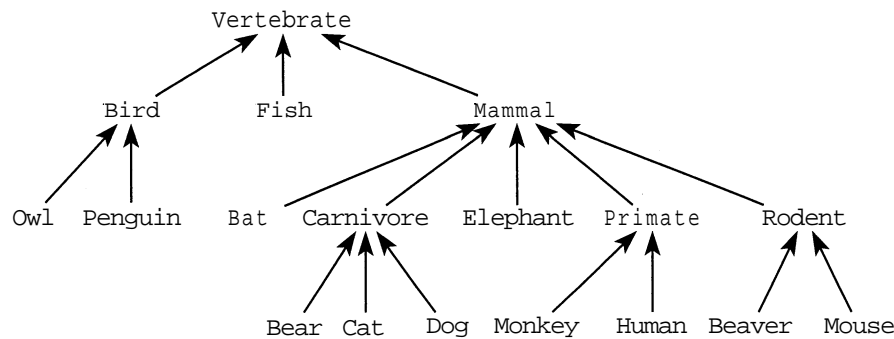 Vertebrate
Bird Fish Mammal
Owl Penguin Bat Carnivore Elephant Primate Rodent
Bear Cat Dog Monkey Human Beaver Mouse